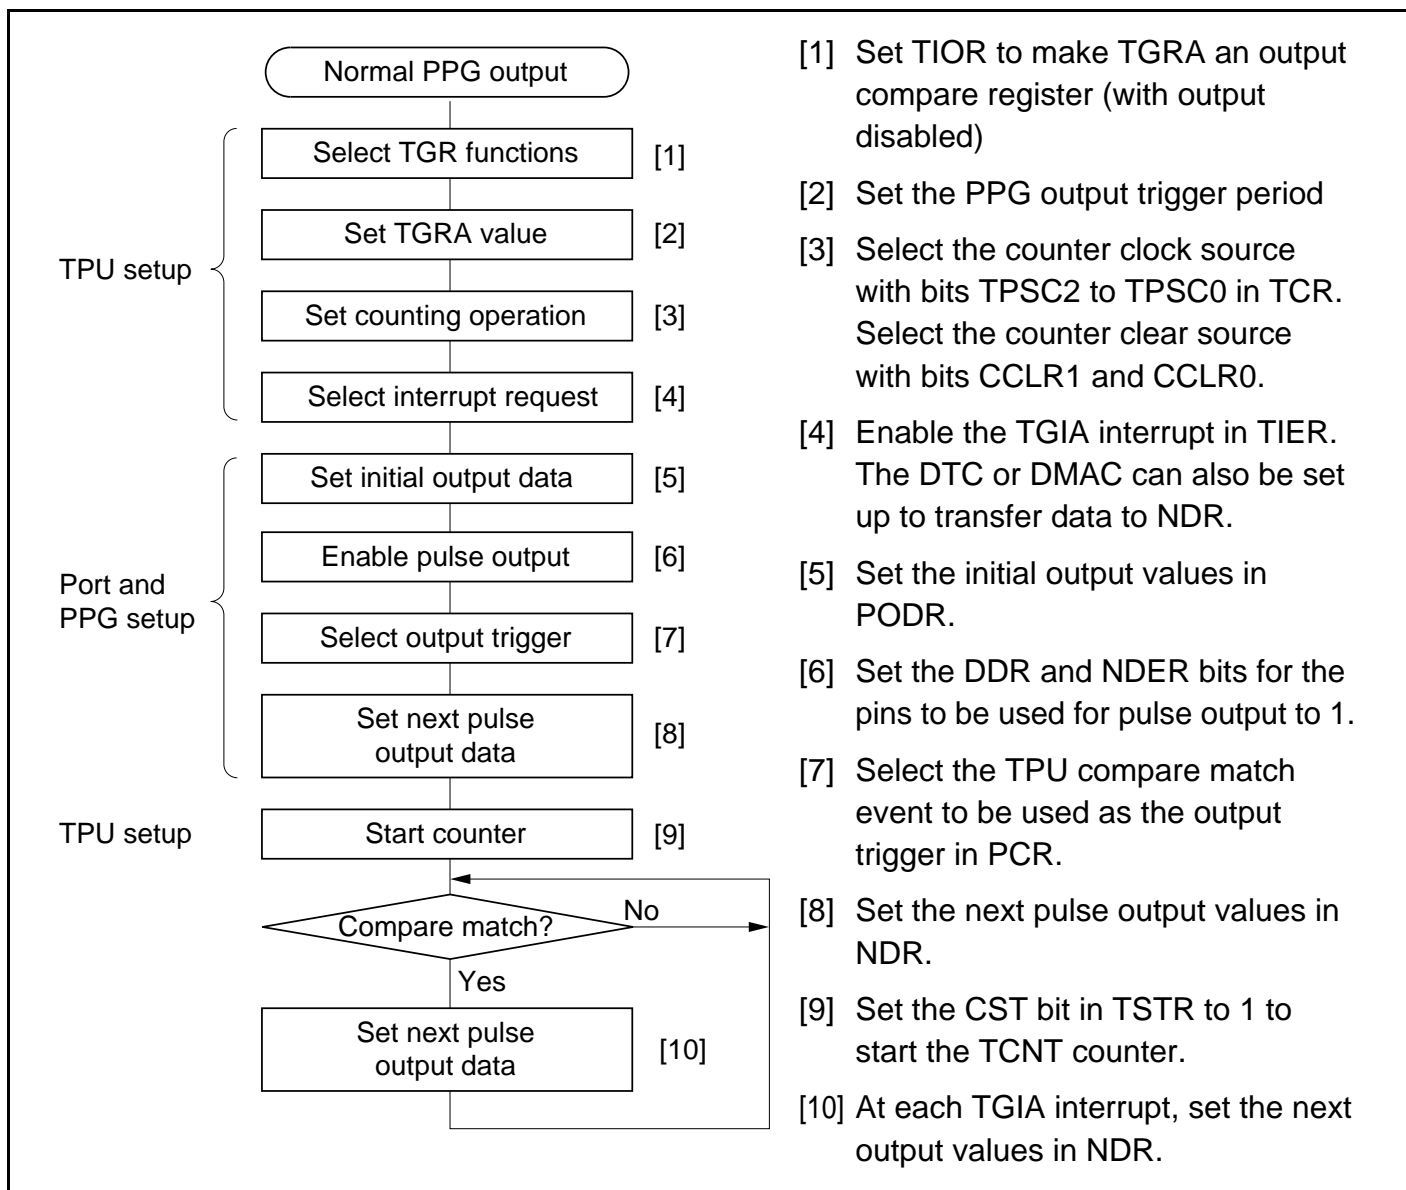 Normal PPG output
Select TGR functions [1]
Set TGRA value [2]
TPU setup
Set counting operation [3]
Select interrupt request [4]
Set initial output data [5]
Enable pulse output [6]
Port and
PPG setup
Select output trigger [7]
Set next pulse
output data
[8]
TPU setup
Start counter [9]
Compare match?
No
Yes
Set next pulse
output data
[10]
[1] Set TIOR to make TGRA an output
compare register (with output
disabled)
[2] Set the PPG output trigger period
[3] Select the counter clock source
with bits TPSC2 to TPSC0 in TCR.
Select the counter clear source
with bits CCLR1 and CCLR0.
[4] Enable the TGIA interrupt in TIER.
The DTC or DMAC can also be set
up to transfer data to NDR.
[5] Set the initial output values in
PODR.
[6] Set the DDR and NDER bits for the
pins to be used for pulse output to 1.
[7] Select the TPU compare match
event to be used as the output
trigger in PCR.
[8] Set the next pulse output values in
NDR.
[9] Set the CST bit in TSTR to 1 to
start the TCNT counter.
[10] At each TGIA interrupt, set the next
output values in NDR.